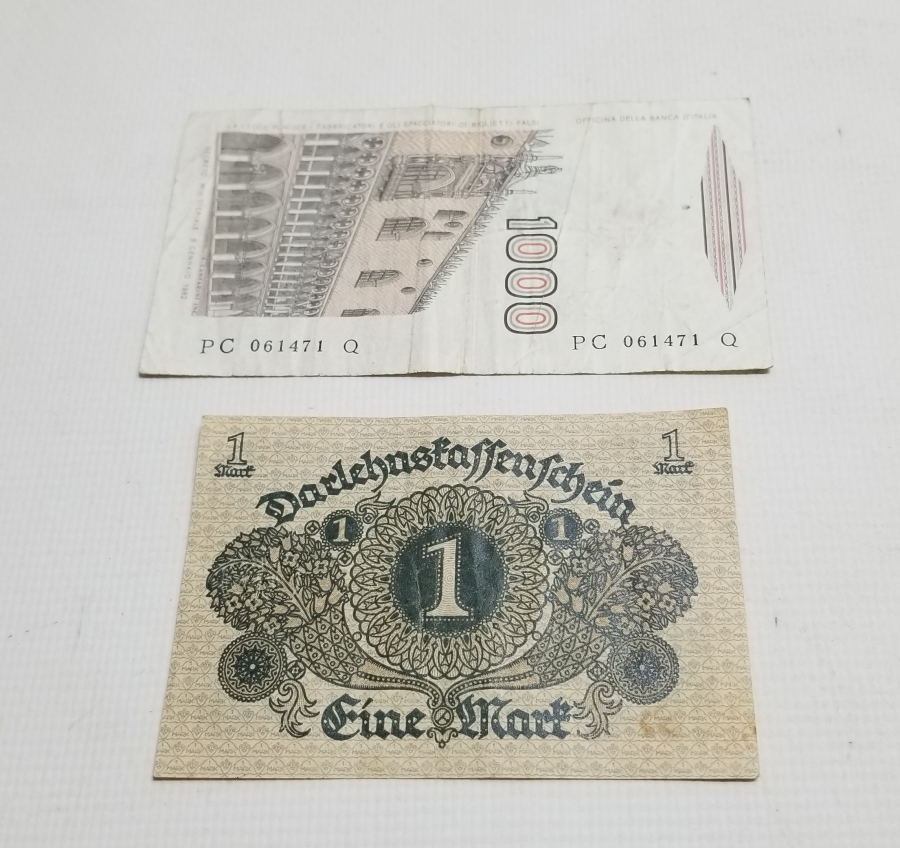 OFFICINA DELLA BANCA D'ITALIA
1000
PC 061471 Q
PC 061471 Q
1 Mark
1 Mark
Darlehnskassenschein
1
1
1
Eine Mark